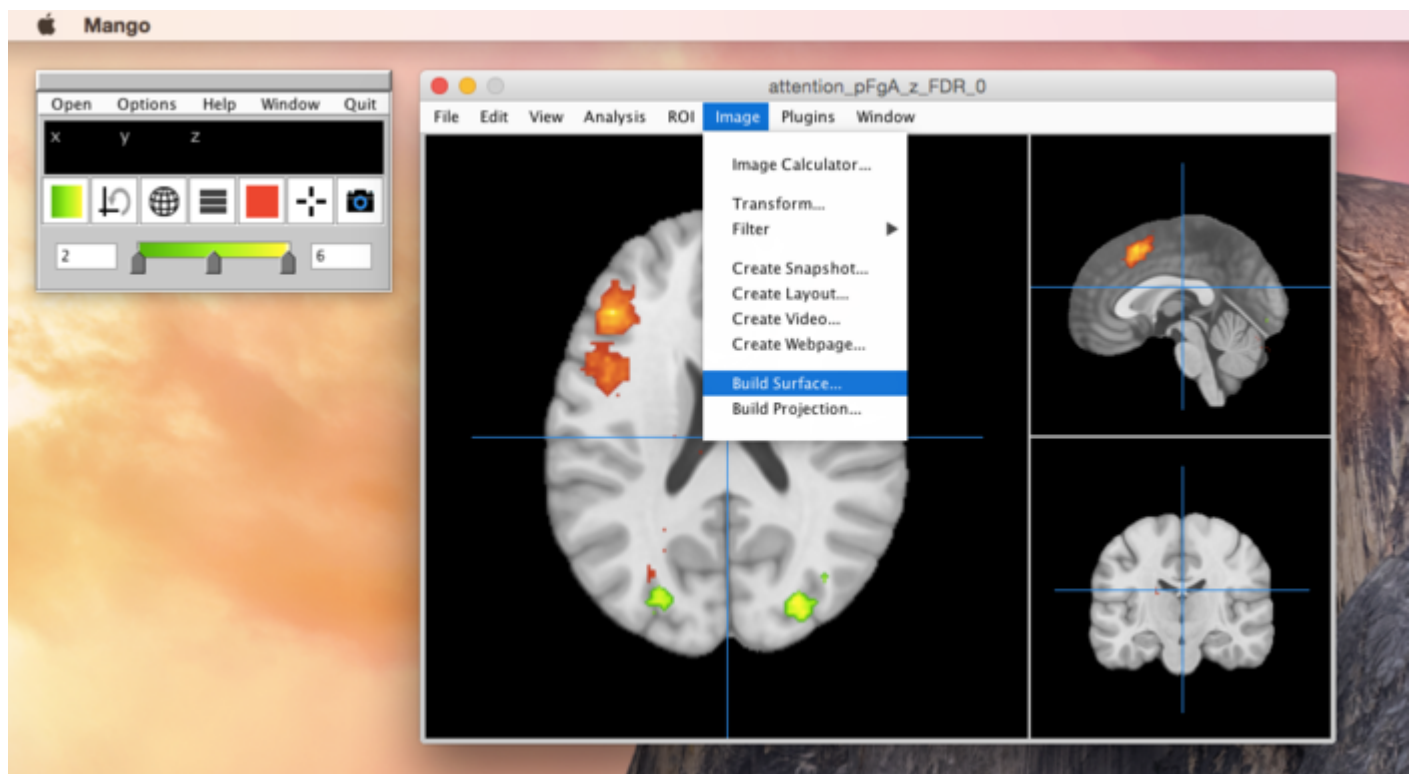 Mango
Open Options Help Window Quit
x y z
2 6
attention_pFgA_z_FDR_0
File Edit View Analysis ROI Image Plugins Window
Image Calculator...
Transform...
Filter
Create Snapshot...
Create Layout...
Create Video...
Create Webpage...
Build Surface...
Build Projection...